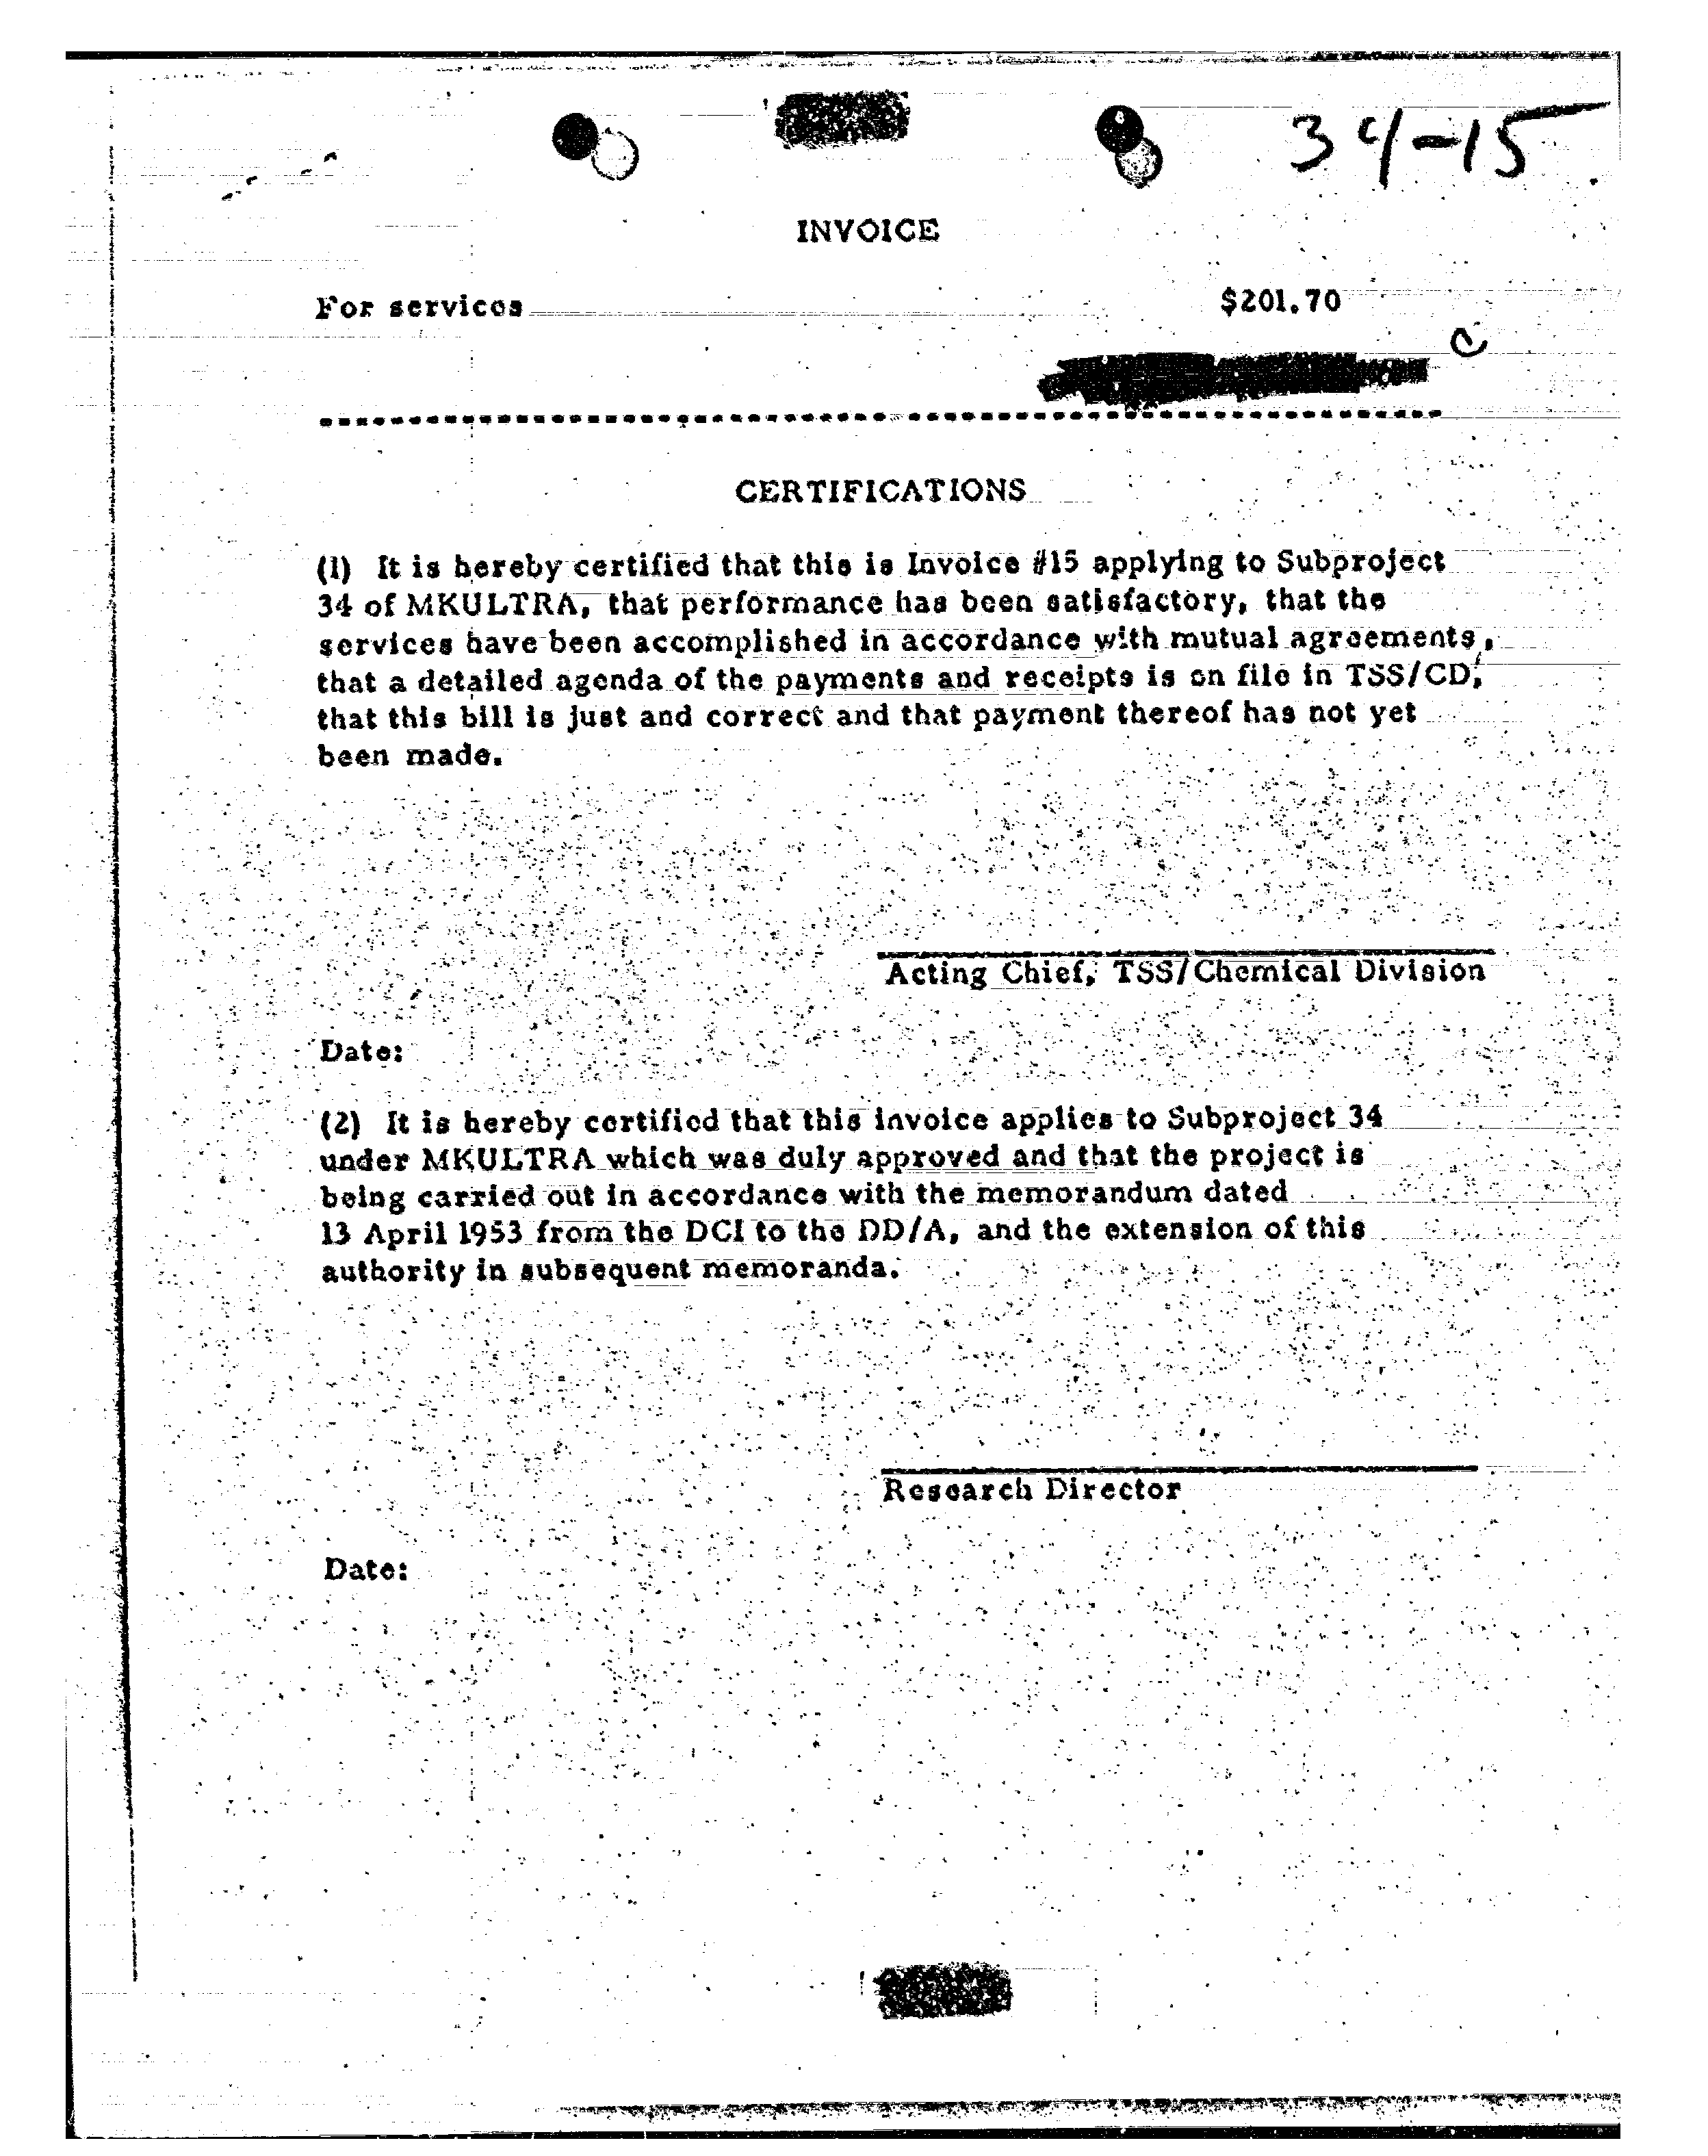 34-15
INVOICE
For services $201.70
C
CERTIFICATIONS
(1) It is hereby certified that this is Invoice #15 applying to Subproject
34 of MKULTRA, that performance has been satisfactory, that the
services have been accomplished in accordance with mutual agreements,
that a detailed agenda of the payments and receipts is on file in TSS/CD,
that this bill is just and correct and that payment thereof has not yet
been made.
Acting Chief, TSS/Chemical Division
Date:
(2) It is hereby certified that this invoice applies to Subproject 34
under MKULTRA which was duly approved and that the project is
being carried out in accordance with the memorandum dated
13 April 1953 from the DCI to the DD/A, and the extension of this
authority in subsequent memoranda.
Research Director
Date: